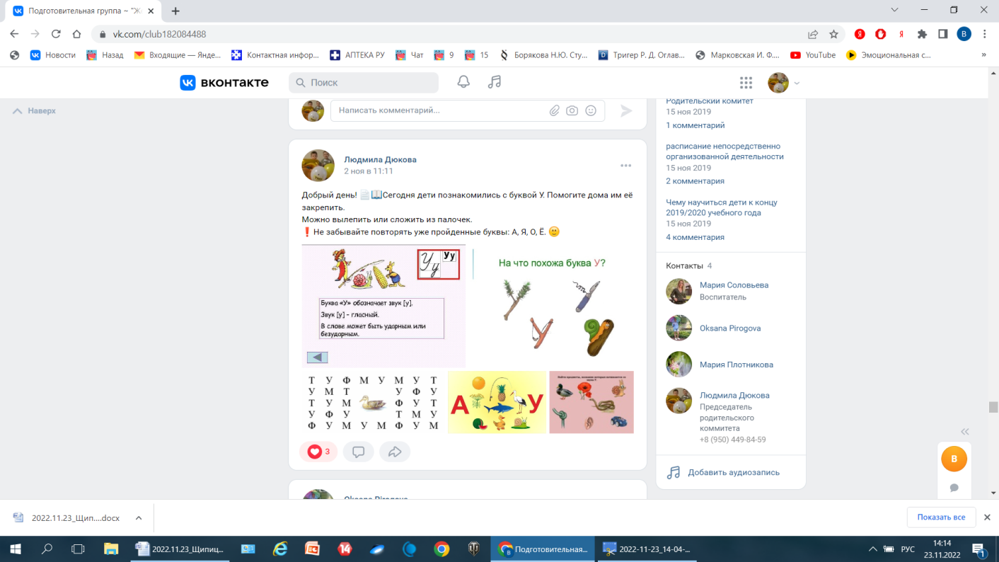 Подготовительная группа ~ "Ж
vk.com/club182084488
Новости
Назад
Входящие — Янде...
Контактная инфор...
АПТЕКА РУ
Чат
9
15
Борякова Н.Ю. Сту...
Тригер Р. Д. Оглав...
Марковская И. Ф....
YouTube
Эмоциональная с...
»
вконтакте
Поиск
Наверх
Написать комментарий...
Людмила Дюкова
2 ноя в 11:11
Добрый день! 📄📖Сегодня дети познакомились с буквой У. Помогите дома им её
закрепить.
Можно вылепить или сложить из палочек.
❗ Не забывайте повторять уже пройденные буквы: А, Я, О, Ё. 🙂
Уу
Уу
Буква «У» обозначает звук [у].
Звук [у] – гласный.
В слове может быть ударным или
безударным.
На что похожа буква У?
Т У Ф М У М У Т
У М Т У Ф У
Т У М Ф У Т
У Ф У Т М У
Ф У М У М Ф У М
А У
3
Oksana Pirogova
Родительский комитет
15 ноя 2019
1 комментарий
расписание непосредственно
организованной деятельности
15 ноя 2019
2 комментария
Чему научиться дети к концу
2019/2020 учебного года
15 ноя 2019
4 комментария
Контакты 4
Мария Соловьева
Воспитатель
Oksana Pirogova
Мария Плотникова
Людмила Дюкова
Председатель
родительского
коммитета
+8 (950) 449-84-59
Добавить аудиозапись
В
2022.11.23_Щип....docx
Показать все
2022.11.23_Щипиц...
14
Подготовительная...
2022-11-23_14-04-...
РУС
14:14
23.11.2022
1